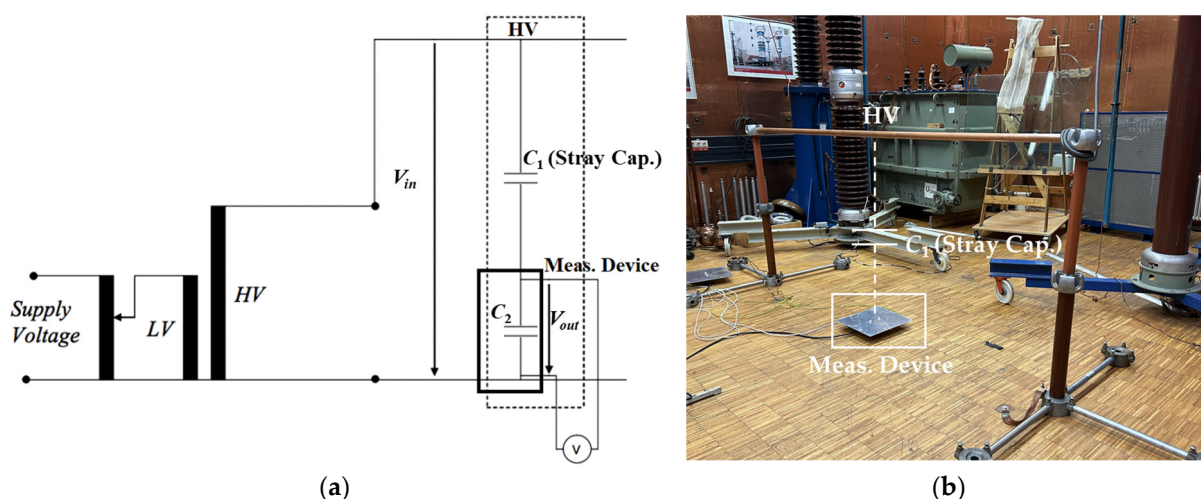 HV
C1 (Stray Cap.)
Vin
Meas. Device
HV
C2
Vout
Supply
Voltage
LV
V
(a)
HV
C1 (Stray Cap.)
Meas. Device
(b)